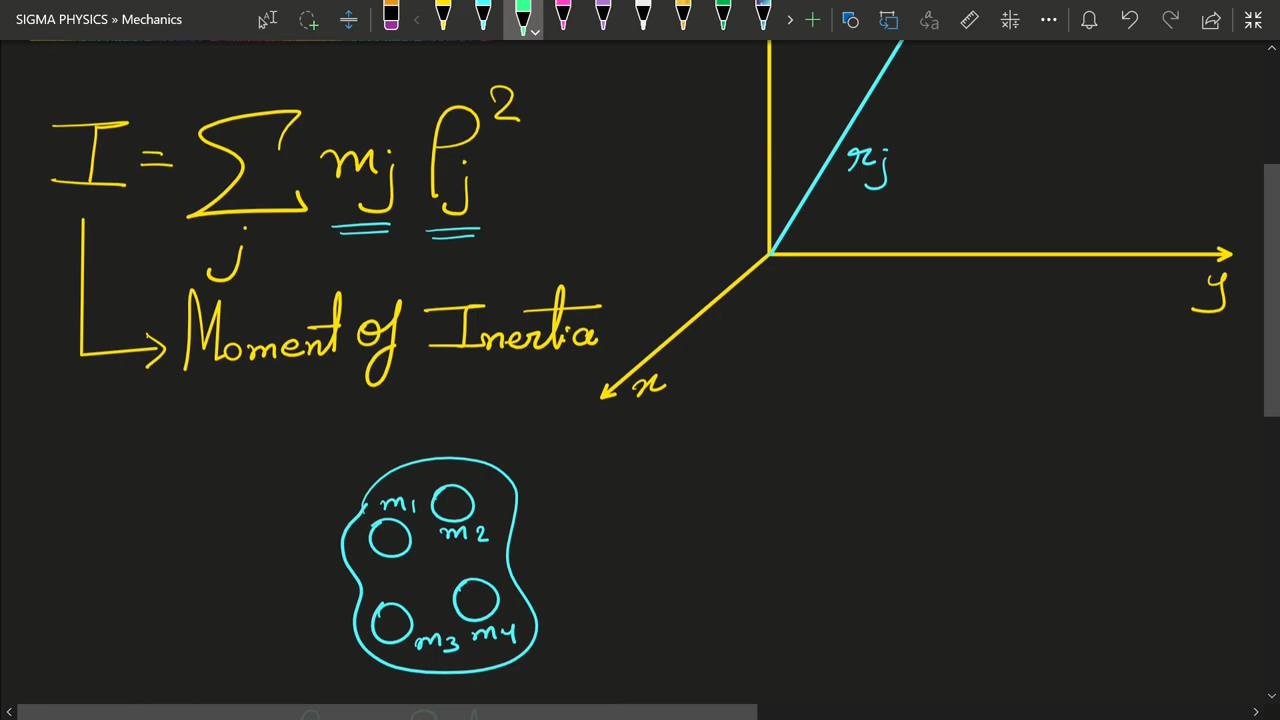 SIGMA PHYSICS » Mechanics
I = Σ mj ρj²
j
Moment of Inertia
rj
y
x
m1
m2
m3
m4